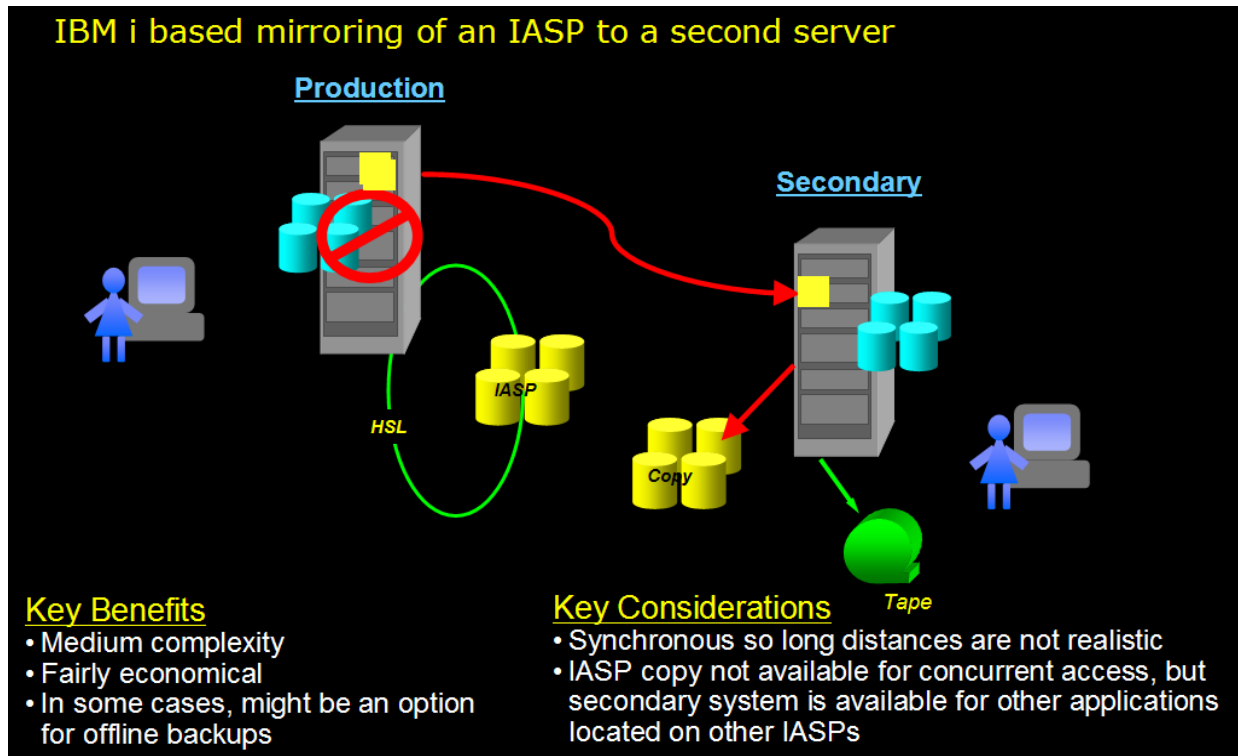 IBM i based mirroring of an IASP to a second server
Production
Secondary
IASP
HSL
Copy
Tape
Key Benefits
• Medium complexity
• Fairly economical
• In some cases, might be an option
for offline backups
Key Considerations
• Synchronous so long distances are not realistic
• IASP copy not available for concurrent access, but
secondary system is available for other applications
located on other IASPs